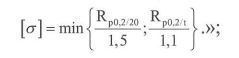 [σ] = min{R_p0,2/20 / 1,5 ; R_p0,2/t / 1,1} .»;